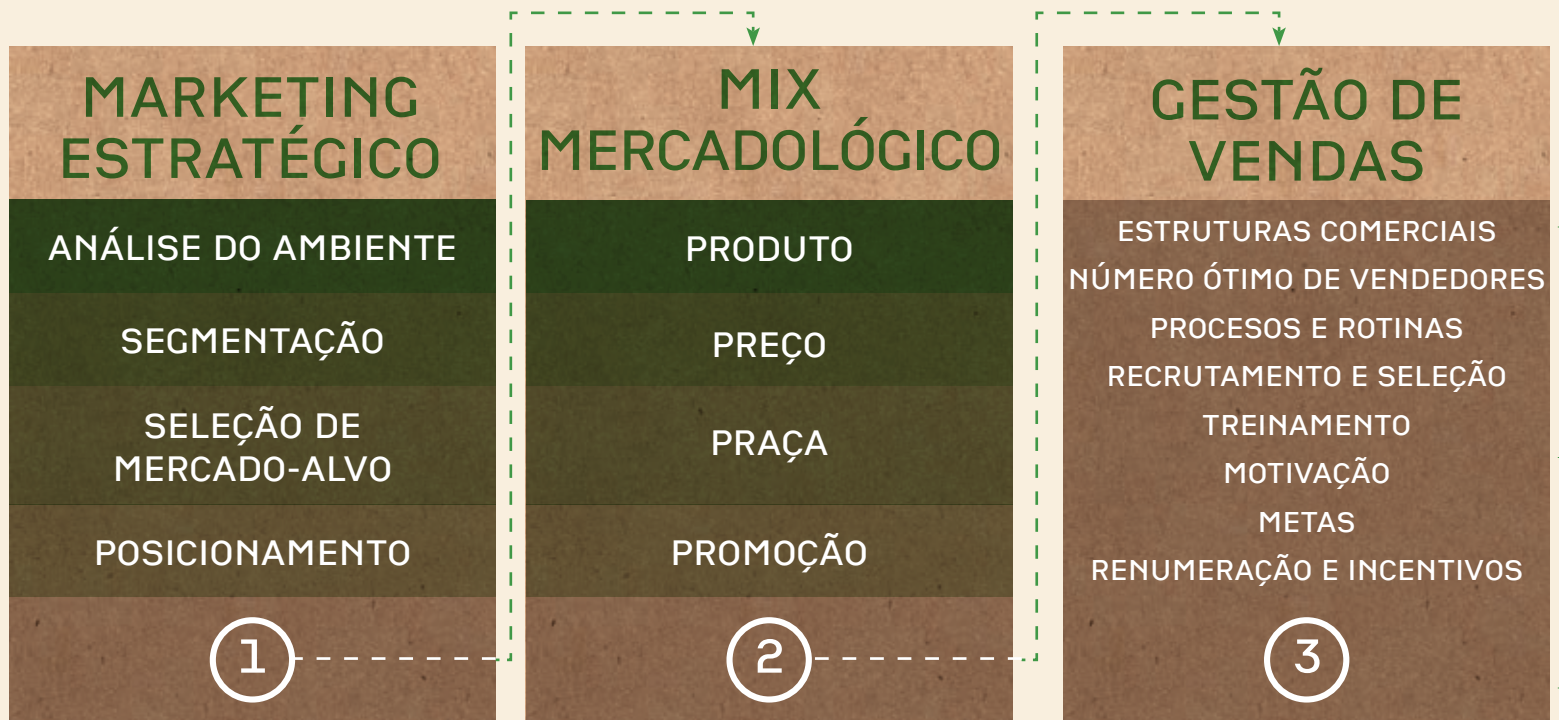 MARKETING
ESTRATÉGICO
ANÁLISE DO AMBIENTE
SEGMENTAÇÃO
SELEÇÃO DE
MERCADO-ALVO
POSICIONAMENTO
1
MIX
MERCADOLÓGICO
PRODUTO
PREÇO
PRAÇA
PROMOÇÃO
2
GESTÃO DE
VENDAS
ESTRUTURAS COMERCIAIS
NÚMERO ÓTIMO DE VENDEDORES
PROCESOS E ROTINAS
RECRUTAMENTO E SELEÇÃO
TREINAMENTO
MOTIVAÇÃO
METAS
RENUMERAÇÃO E INCENTIVOS
3